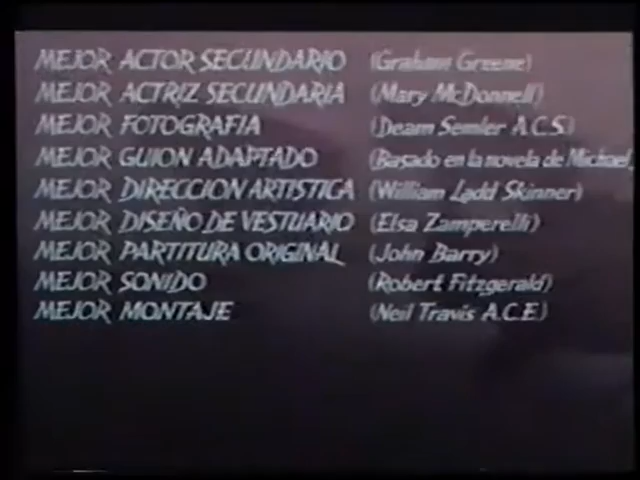 MEJOR ACTOR SECUNDARIO (Graham Greene)
MEJOR ACTRIZ SECUNDARIA (Mary McDonnell)
MEJOR FOTOGRAFIA (Deam Semler A.C.S.)
MEJOR GUION ADAPTADO (Basado en la novela de Michael
MEJOR DIRECCION ARTISTICA (William Ladd Skinner)
MEJOR DISEÑO DE VESTUARIO (Elsa Zamperelli)
MEJOR PARTITURA ORIGINAL (John Barry)
MEJOR SONIDO (Robert Fitzgerald)
MEJOR MONTAJE (Neil Travis A.C.E.)